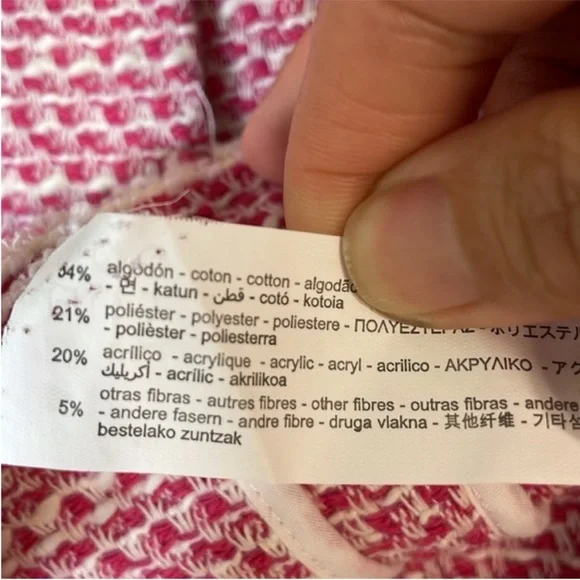 54% algodón - coton - cotton - algodão
- 면 - katun - قطن - cotó - kotoia
21% poliéster - polyester - poliestere - ΠΟΛΥΕΣΤΕΡΑΣ - ポリエステル
- polièster - poliesterra
20% acrílico - acrylique - acrylic - acryl - acrilico - ΑΚΡΥΛΙΚΟ - アク
أكريليك - acrílic - akrilikoa
5% otras fibras - autres fibres - other fibres - outras fibras - andere
- andere fasern - andre fibre - druga vlakna - 其他纤维 - 기타섬
bestelako zuntzak